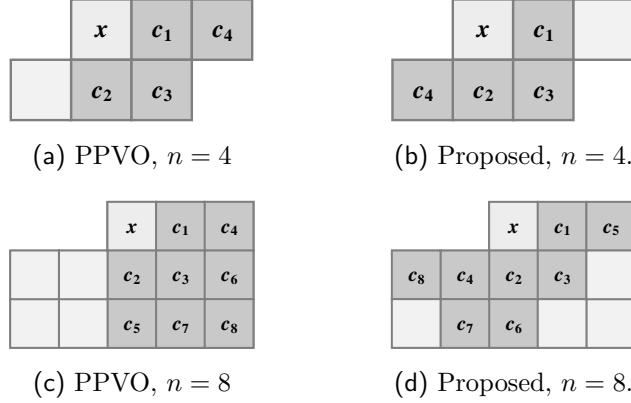 x c1 c4
c2 c3
(a) PPVO, n = 4
x c1
c4 c2 c3
(b) Proposed, n = 4.
x c1 c4
c2 c3 c6
c5 c7 c8
(c) PPVO, n = 8
x c1 c5
c8 c4 c2 c3
c7 c6
(d) Proposed, n = 8.